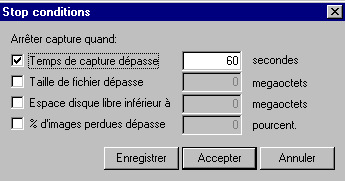 Stop conditions
Arrêter capture quand:
Temps de capture dépasse 60 secondes
Taille de fichier dépasse 0 megaoctets
Espace disque libre inférieur à 0 megaoctets
% d'images perdues dépasse 0 pourcent.
Enregistrer Accepter Annuler